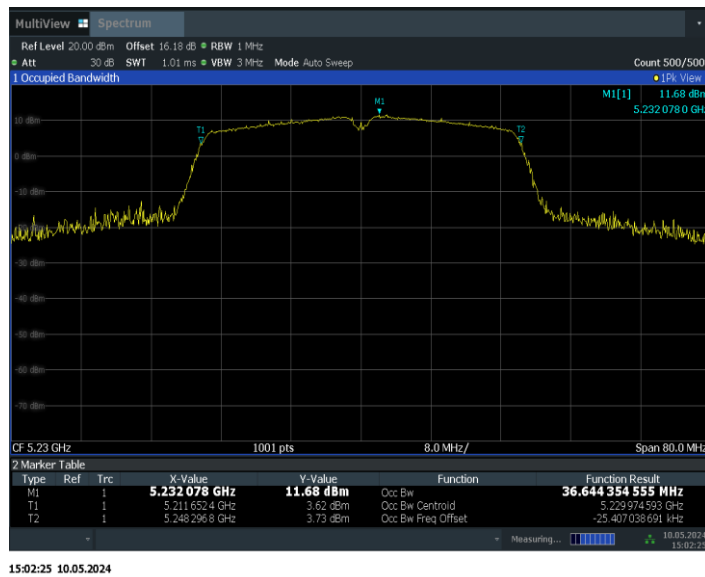 MultiView Spectrum
Ref Level 20.00 dBm Offset 16.18 dB RBW 1 MHz
Att 30 dB SWT 1.01 ms VBW 3 MHz Mode Auto Sweep Count 500/500
1 Occupied Bandwidth 1Pk View
M1[1] 11.68 dBm
5.232 078 0 GHz
M1
10 dBm
T1
T2
0 dBm
-10 dBm
-30 dBm
-40 dBm
-50 dBm
-60 dBm
-70 dBm
CF 5.23 GHz 1001 pts 8.0 MHz/ Span 80.0 MHz
2 Marker Table
Type Ref Trc X-Value Y-Value Function Function Result
M1 1 5.232 078 GHz 11.68 dBm Occ Bw 36.644 354 555 MHz
T1 1 5.211 652 4 GHz 3.62 dBm Occ Bw Centroid 5.229 974 593 GHz
T2 1 5.248 296 8 GHz 3.73 dBm Occ Bw Freq Offset -25.407 038 691 kHz
Measuring... 10.05.2024
15:02:25
15:02:25 10.05.2024